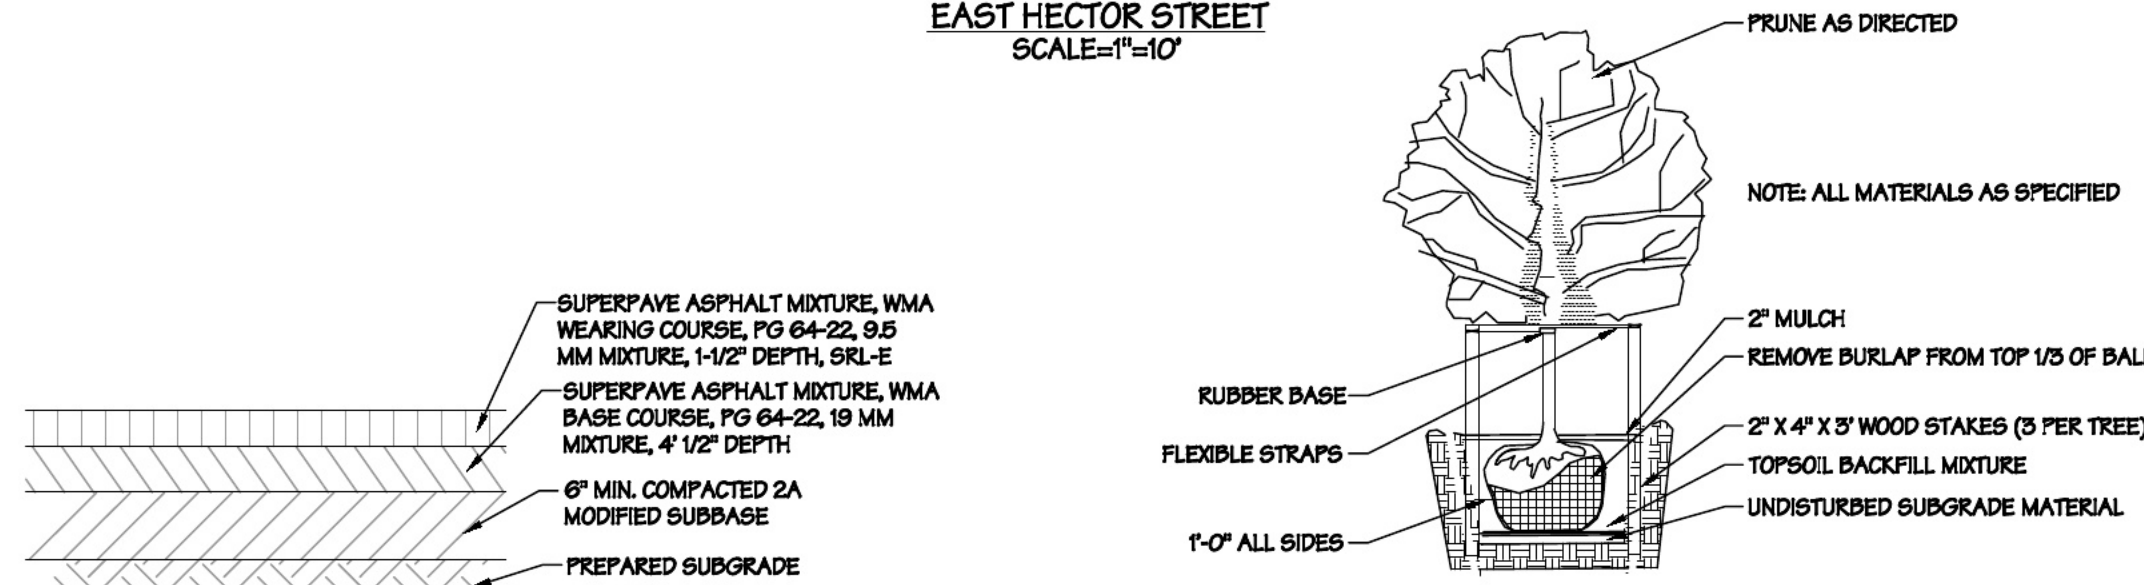 EAST HECTOR STREET
SCALE=1"=10'
SUPERPAVE ASPHALT MIXTURE, WMA
WEARING COURSE, PG 64-22, 9.5
MM MIXTURE, 1-1/2" DEPTH, SRL-E
SUPERPAVE ASPHALT MIXTURE, WMA
BASE COURSE, PG 64-22, 19 MM
MIXTURE, 4' 1/2" DEPTH
6" MIN. COMPACTED 2A
MODIFIED SUBBASE
PREPARED SUBGRADE
PRUNE AS DIRECTED
NOTE: ALL MATERIALS AS SPECIFIED
RUBBER BASE
FLEXIBLE STRAPS
1'-0" ALL SIDES
2" MULCH
REMOVE BURLAP FROM TOP 1/3 OF BALL
2" X 4" X 3' WOOD STAKES (3 PER TREE)
TOPSOIL BACKFILL MIXTURE
UNDISTURBED SUBGRADE MATERIAL